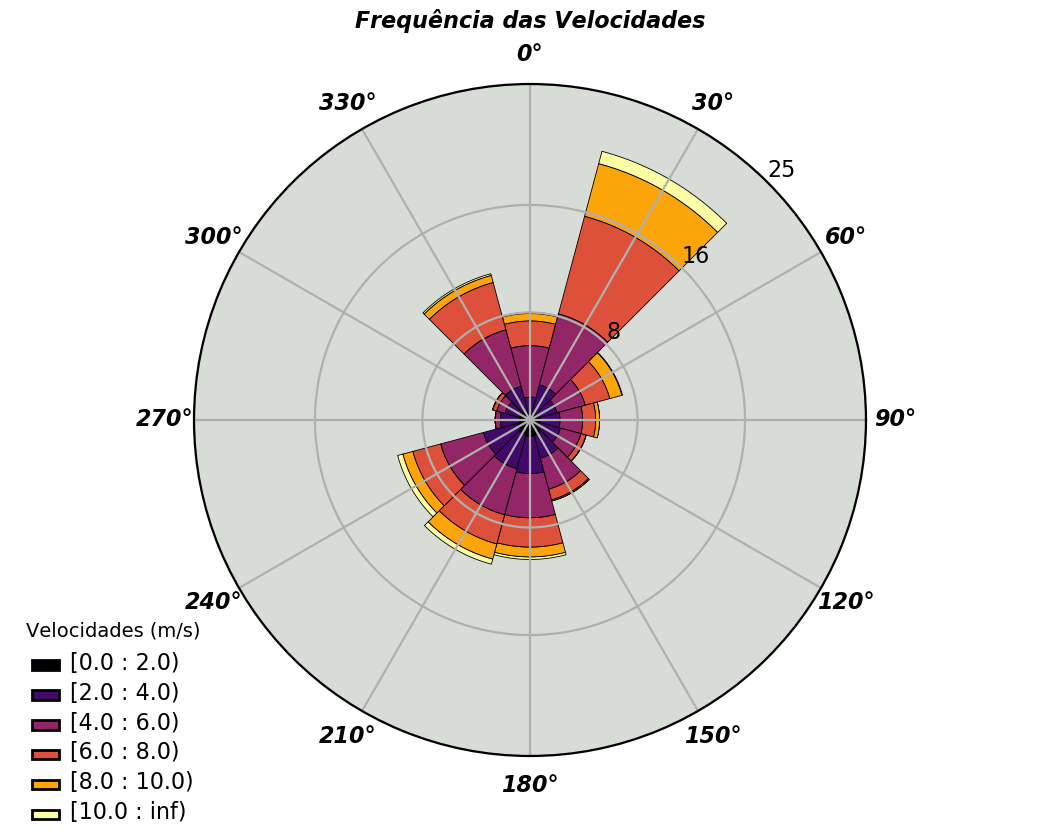 Frequência das Velocidades
0°
330°
30°
25
300°
60°
16
8
270°
90°
240°
120°
Velocidades (m/s)
[0.0 : 2.0)
[2.0 : 4.0)
[4.0 : 6.0)
210°
150°
[6.0 : 8.0)
180°
[8.0 : 10.0)
[10.0 : inf)